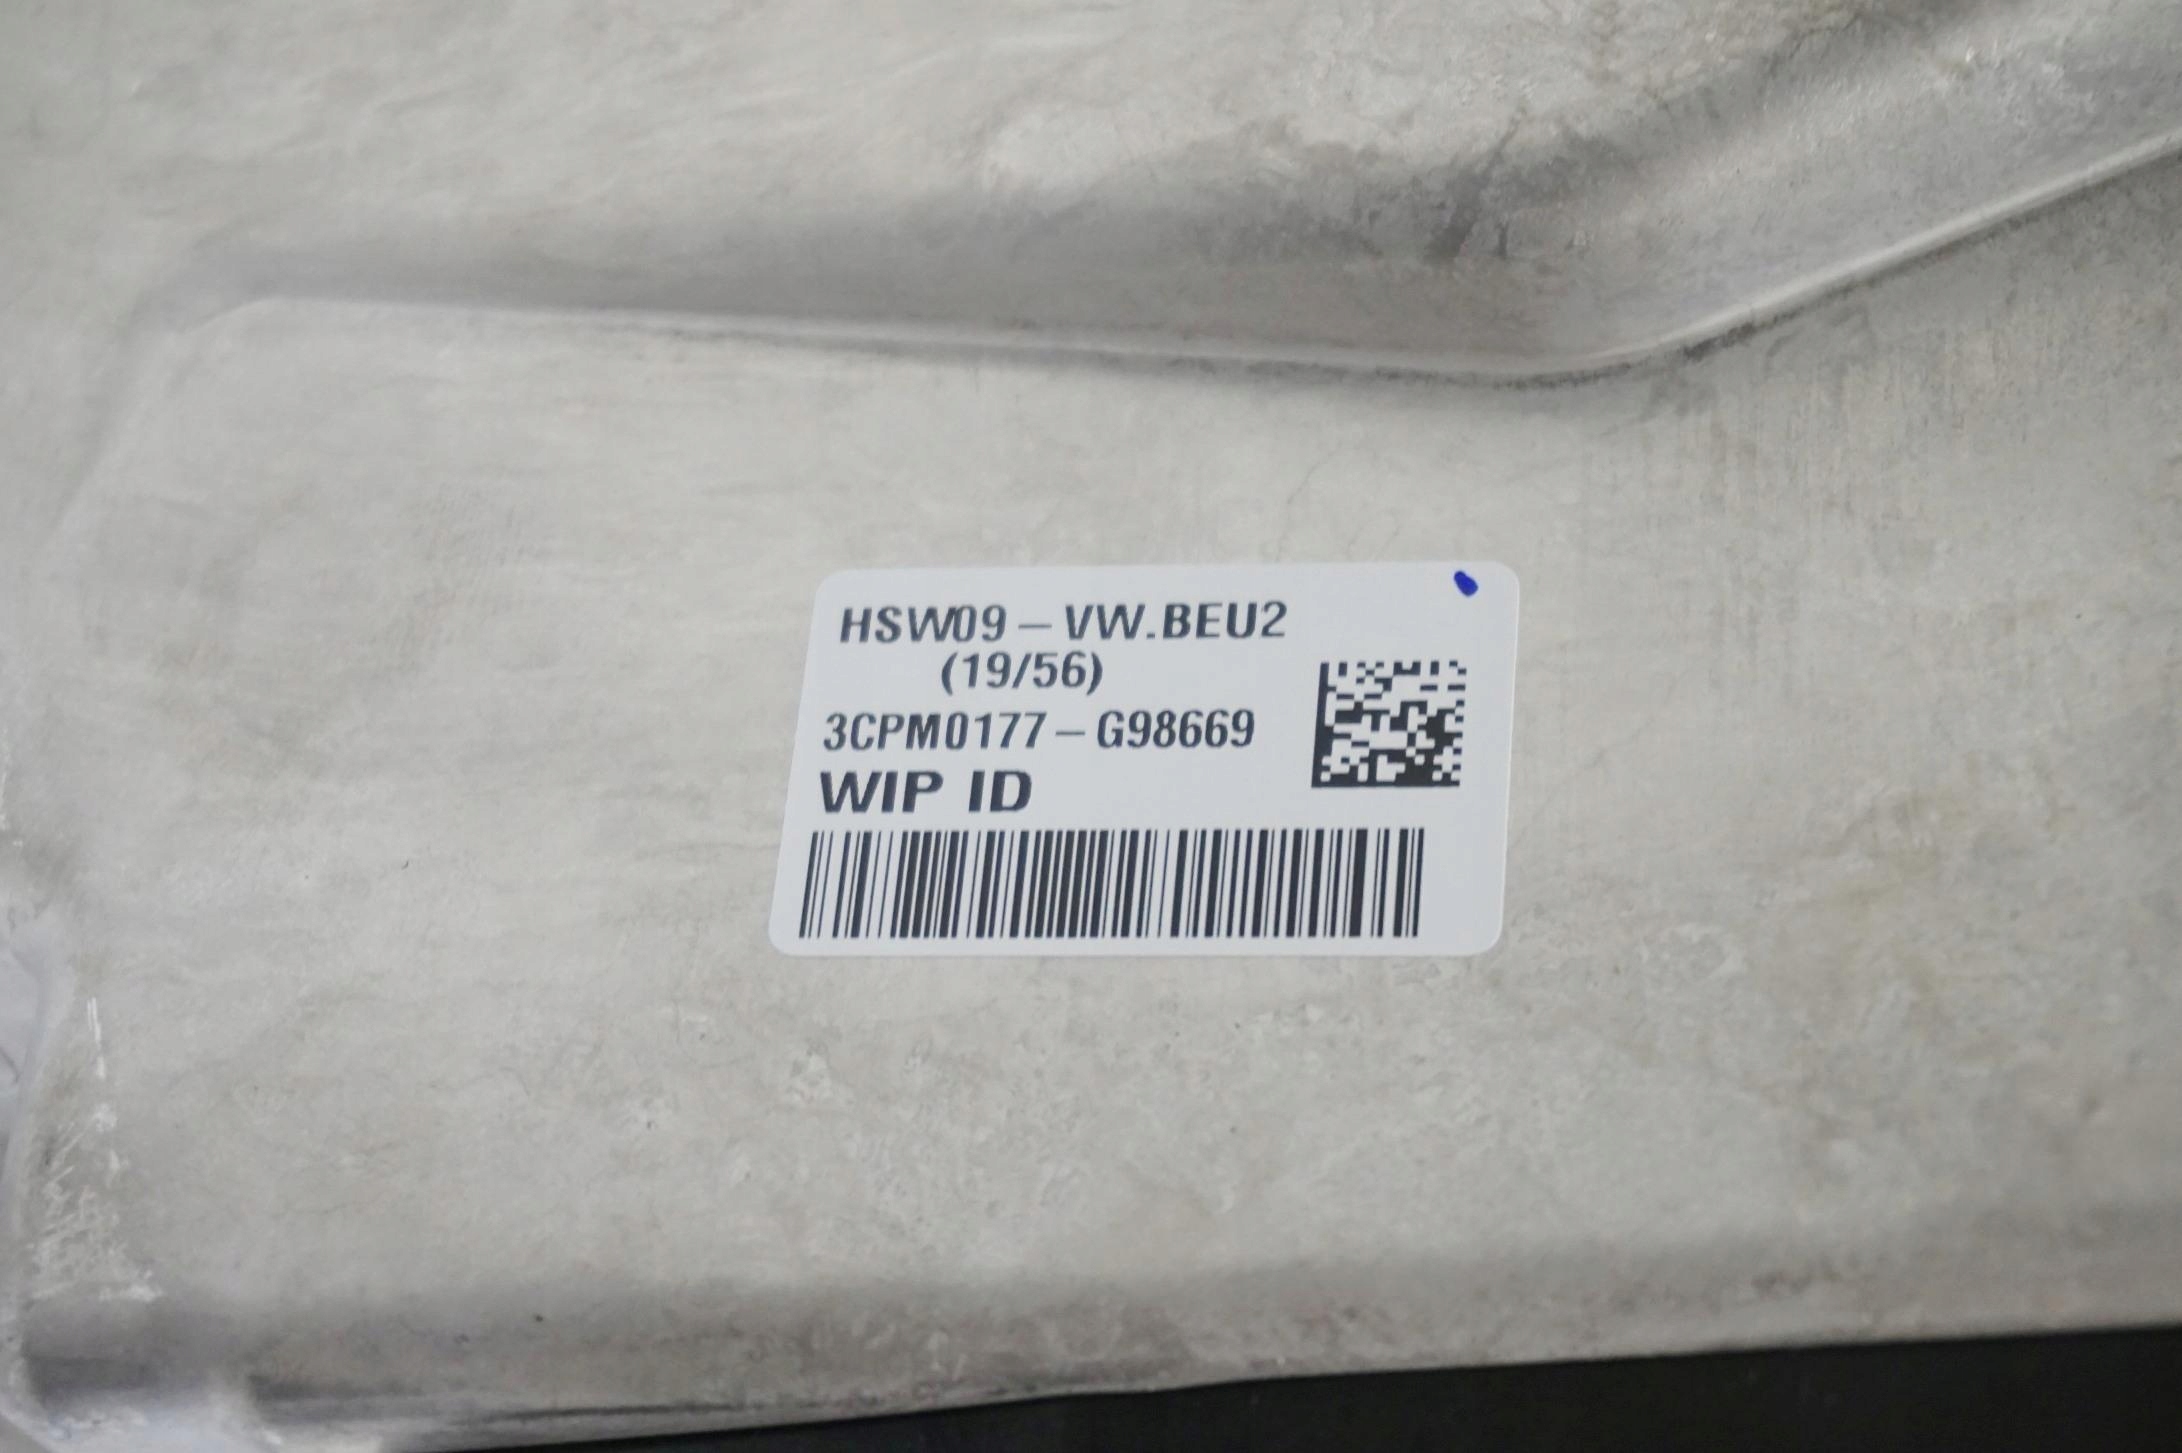 HSW09-VW.BEU2
(19/56)
3CPM0177-G98669
WIP ID